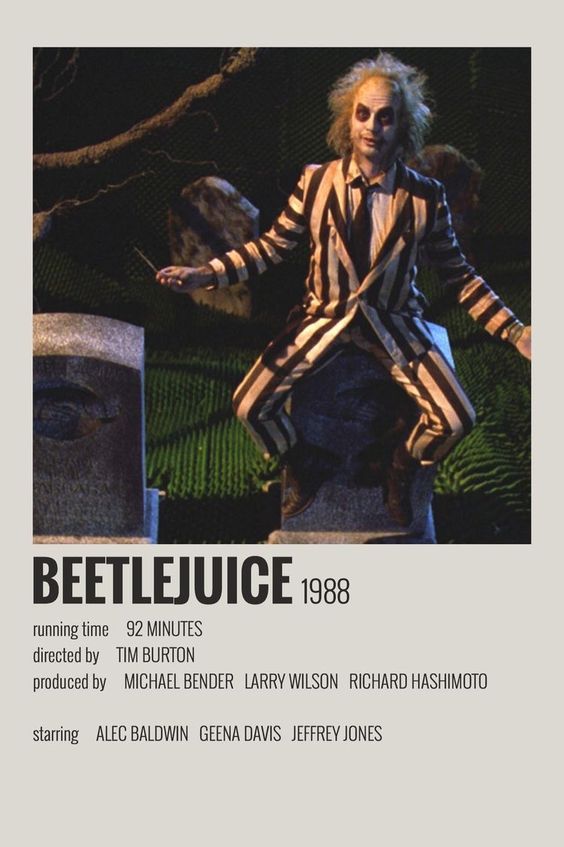 BEETLEJUICE 1988
running time 92 MINUTES
directed by TIM BURTON
produced by MICHAEL BENDER LARRY WILSON RICHARD HASHIMOTO
starring ALEC BALDWIN GEENA DAVIS JEFFREY JONES